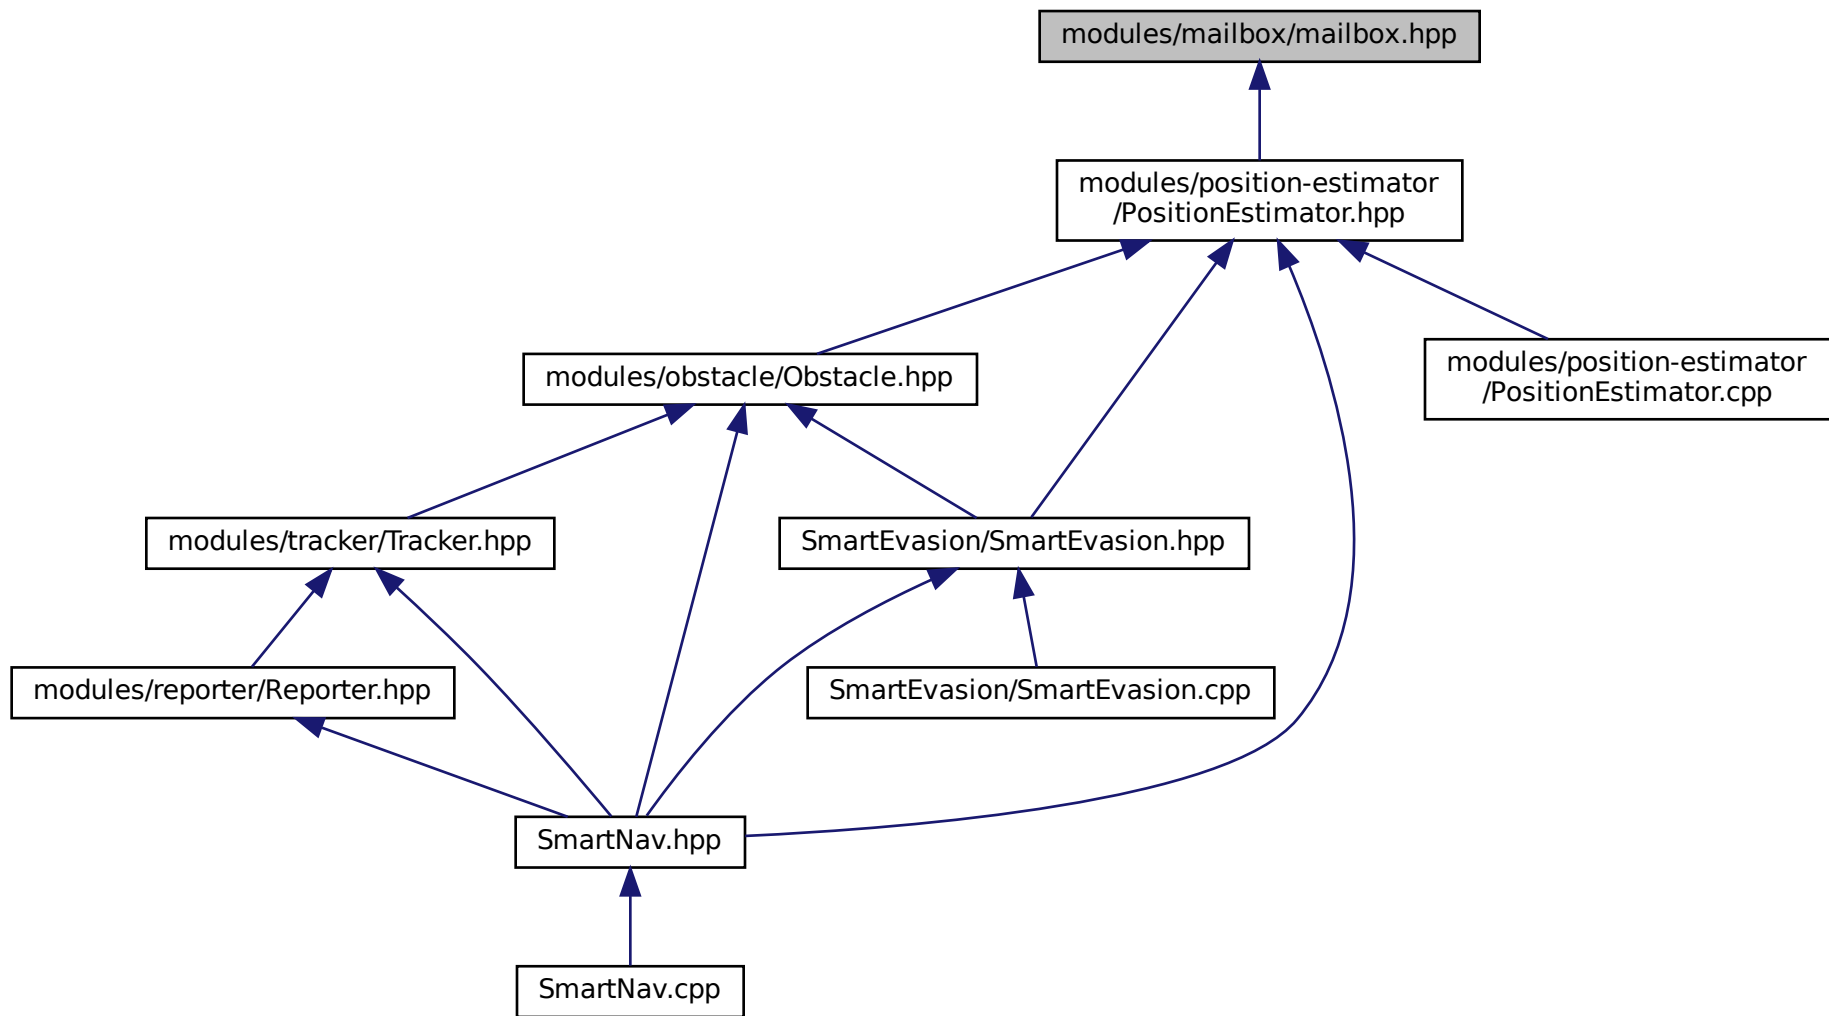 modules/mailbox/mailbox.hpp
modules/position-estimator
/PositionEstimator.hpp
modules/obstacle/Obstacle.hpp
modules/position-estimator
/PositionEstimator.cpp
modules/tracker/Tracker.hpp
SmartEvasion/SmartEvasion.hpp
modules/reporter/Reporter.hpp
SmartEvasion/SmartEvasion.cpp
SmartNav.hpp
SmartNav.cpp